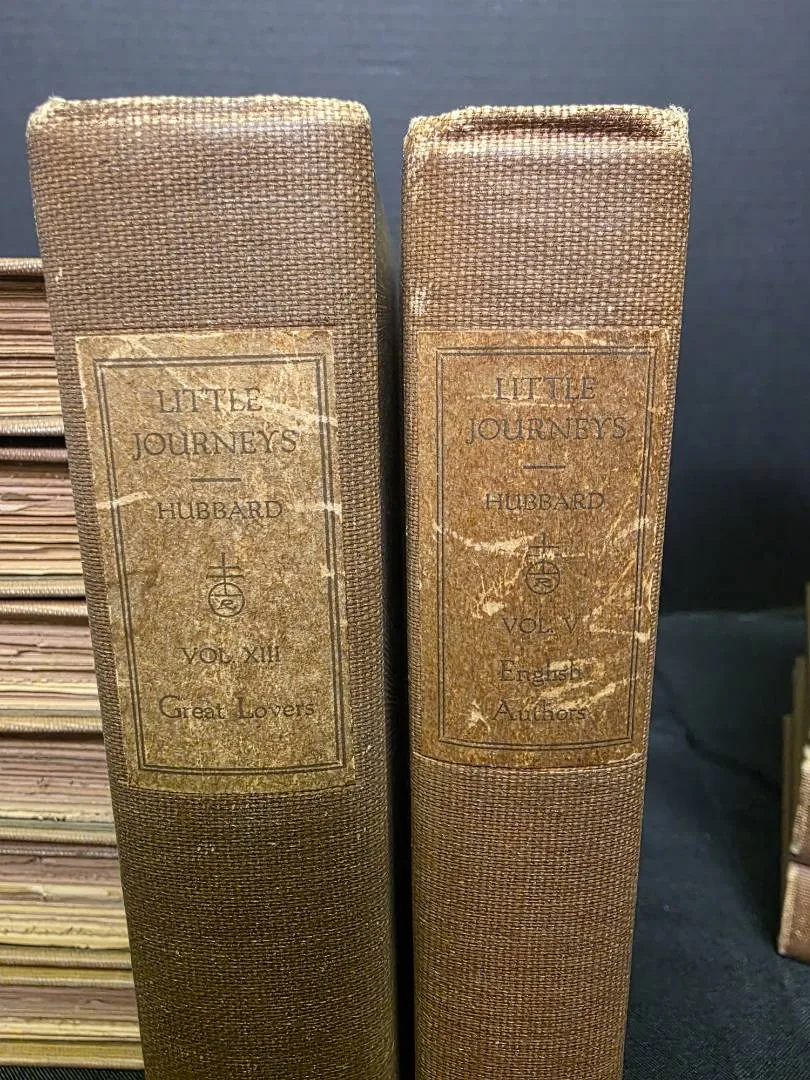 LITTLE
JOURNEYS
HUBBARD
R
VOL. XIII
Great Lovers
LITTLE
JOURNEYS
HUBBARD
R
VOL. V
English
Authors